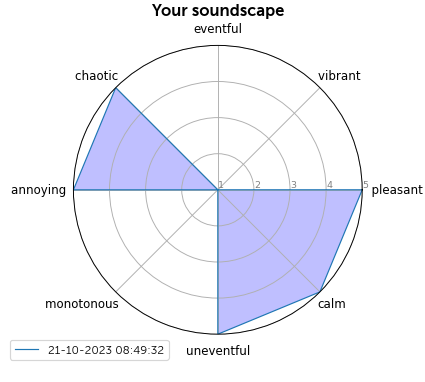 Your soundscape
eventful
chaotic
vibrant
annoying
1 2 3 4 5
pleasant
monotonous
calm
uneventful
21-10-2023 08:49:32